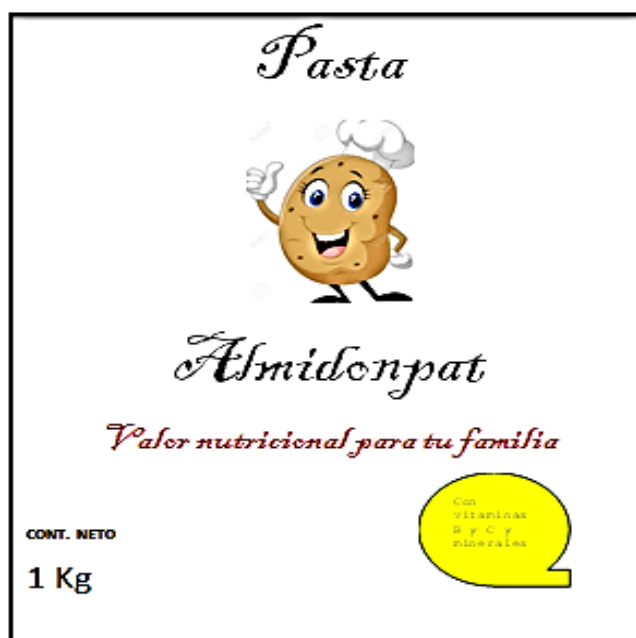 Pasta
Almidonpat
Valor nutricional para tu familia
Con
vitaminas
B y C y
minerales
CONT. NETO
1 Kg